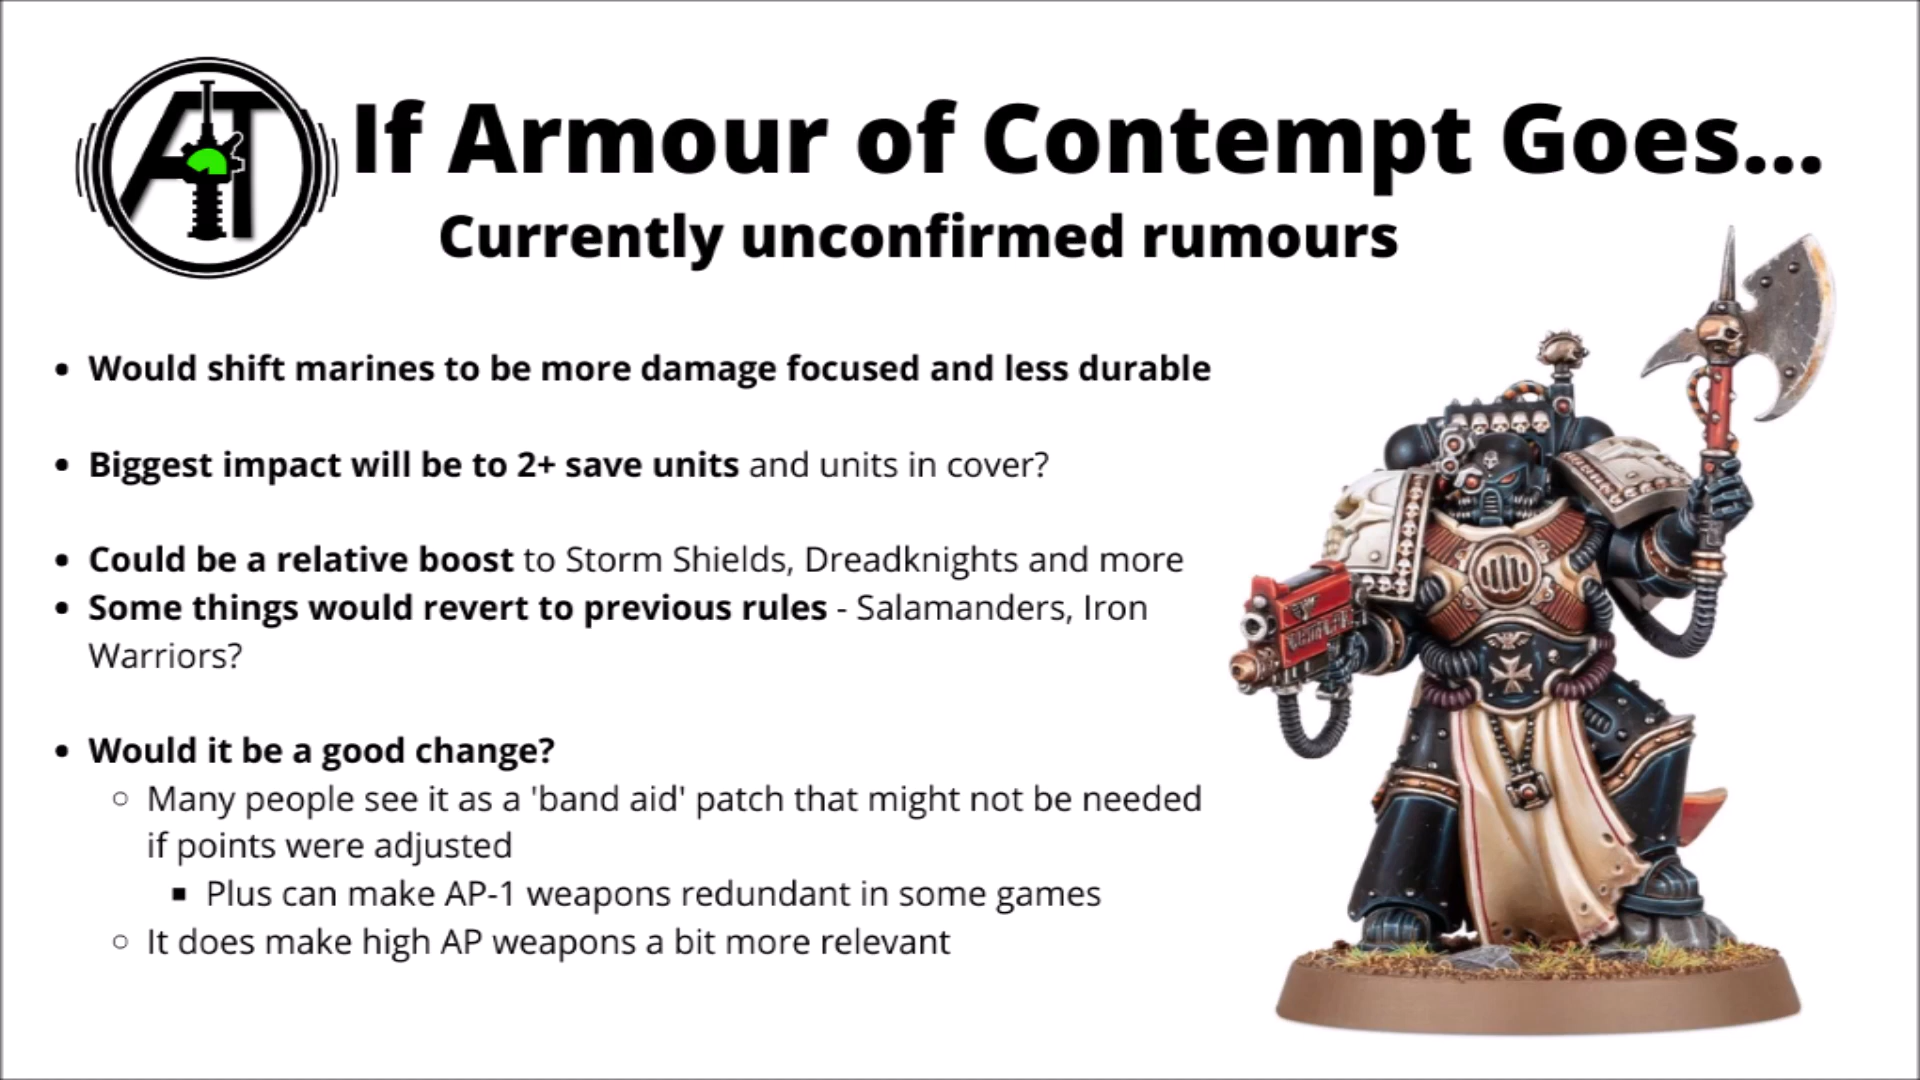 AT
If Armour of Contempt Goes...
Currently unconfirmed rumours
• Would shift marines to be more damage focused and less durable
• Biggest impact will be to 2+ save units and units in cover?
• Could be a relative boost to Storm Shields, Dreadknights and more
• Some things would revert to previous rules - Salamanders, Iron
Warriors?
• Would it be a good change?
○ Many people see it as a 'band aid' patch that might not be needed
if points were adjusted
▪ Plus can make AP-1 weapons redundant in some games
○ It does make high AP weapons a bit more relevant